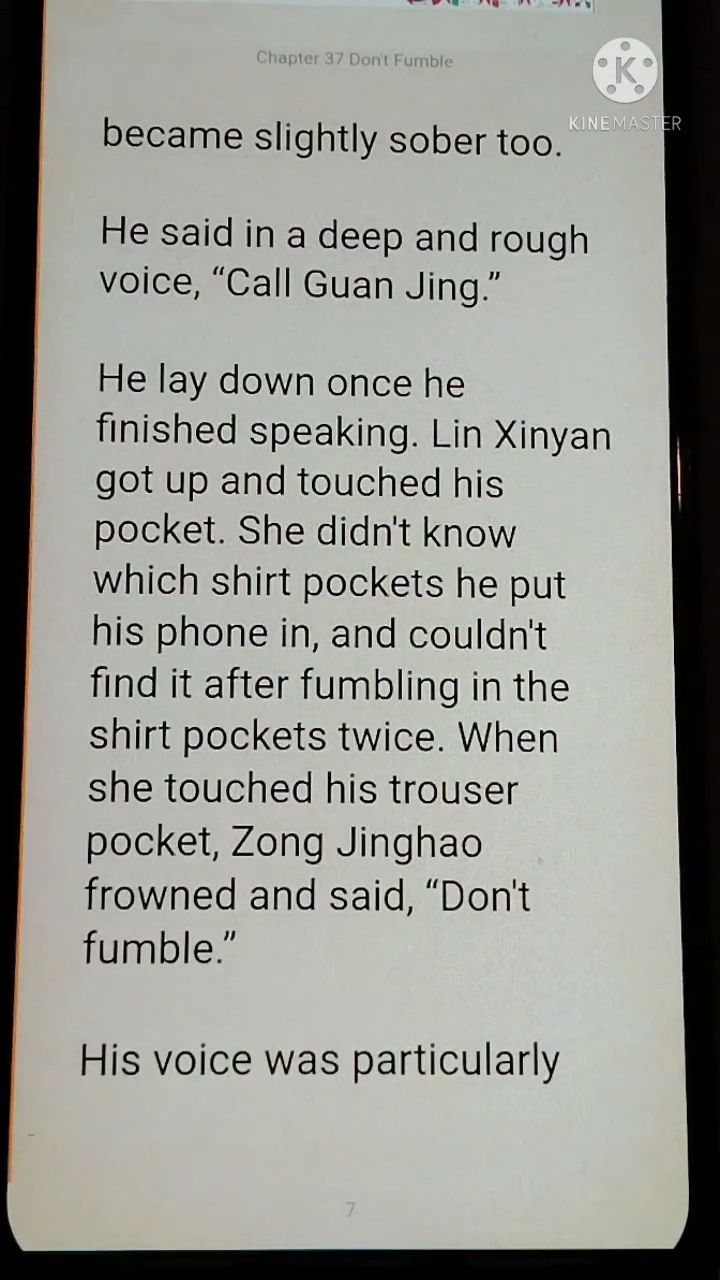 Chapter 37 Don't Fumble
K
KINEMASTER
became slightly sober too.
He said in a deep and rough
voice, “Call Guan Jing.”
He lay down once he
finished speaking. Lin Xinyan
got up and touched his
pocket. She didn't know
which shirt pockets he put
his phone in, and couldn't
find it after fumbling in the
shirt pockets twice. When
she touched his trouser
pocket, Zong Jinghao
frowned and said, “Don't
fumble.”
His voice was particularly
7